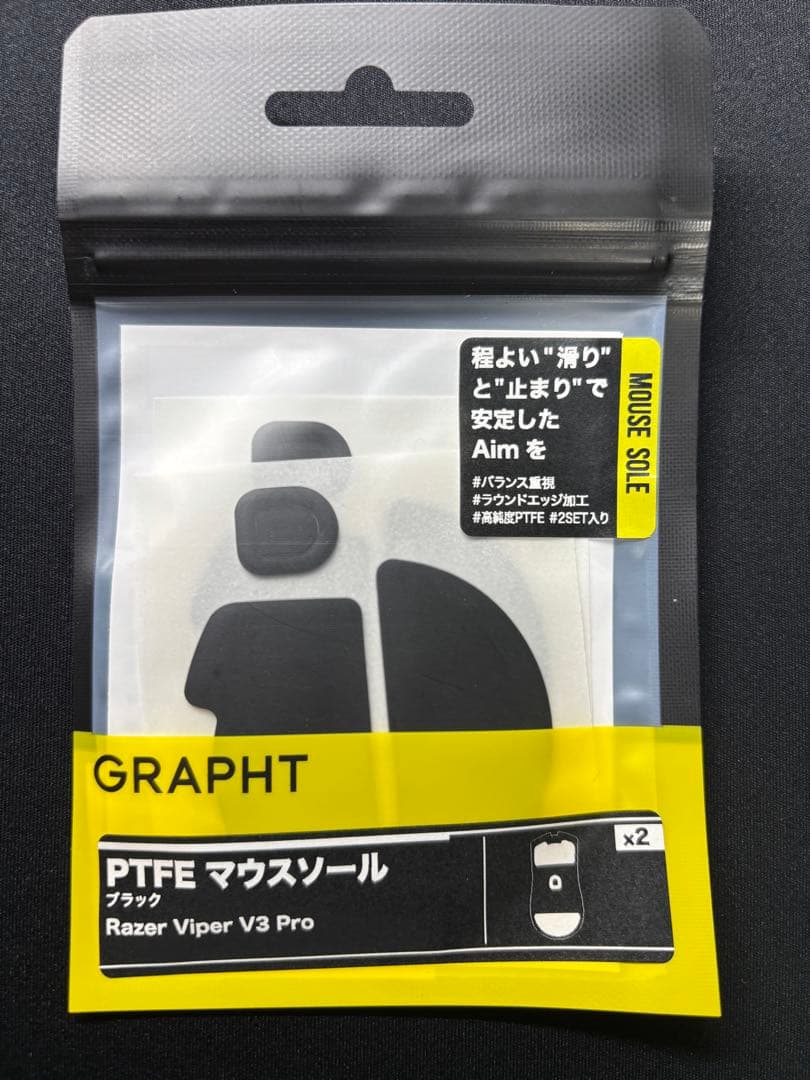 程よい"滑り"
と"止まり"で
安定した
Aimを
#バランス重視
#ラウンドエッジ加工
#高純度PTFE #2SET入り
MOUSE SOLE
GRAPHT
PTFE マウスソール
ブラック
Razer Viper V3 Pro
x2